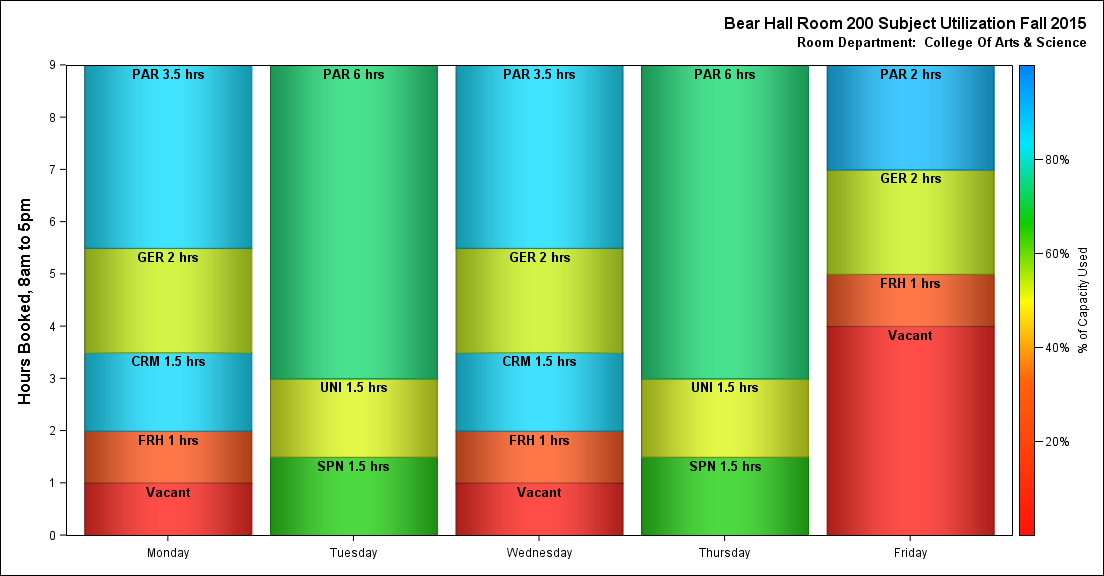 Bear Hall Room 200 Subject Utilization Fall 2015
Room Department:  College Of Arts & Science
Hours Booked, 8am to 5pm
9
8
7
6
5
4
3
2
1
0
PAR 3.5 hrs
GER 2 hrs
CRM 1.5 hrs
FRH 1 hrs
Vacant
Monday
PAR 6 hrs
UNI 1.5 hrs
SPN 1.5 hrs
Tuesday
PAR 3.5 hrs
GER 2 hrs
CRM 1.5 hrs
FRH 1 hrs
Vacant
Wednesday
PAR 6 hrs
UNI 1.5 hrs
SPN 1.5 hrs
Thursday
PAR 2 hrs
GER 2 hrs
FRH 1 hrs
Vacant
Friday
80%
60%
40%
20%
% of Capacity Used